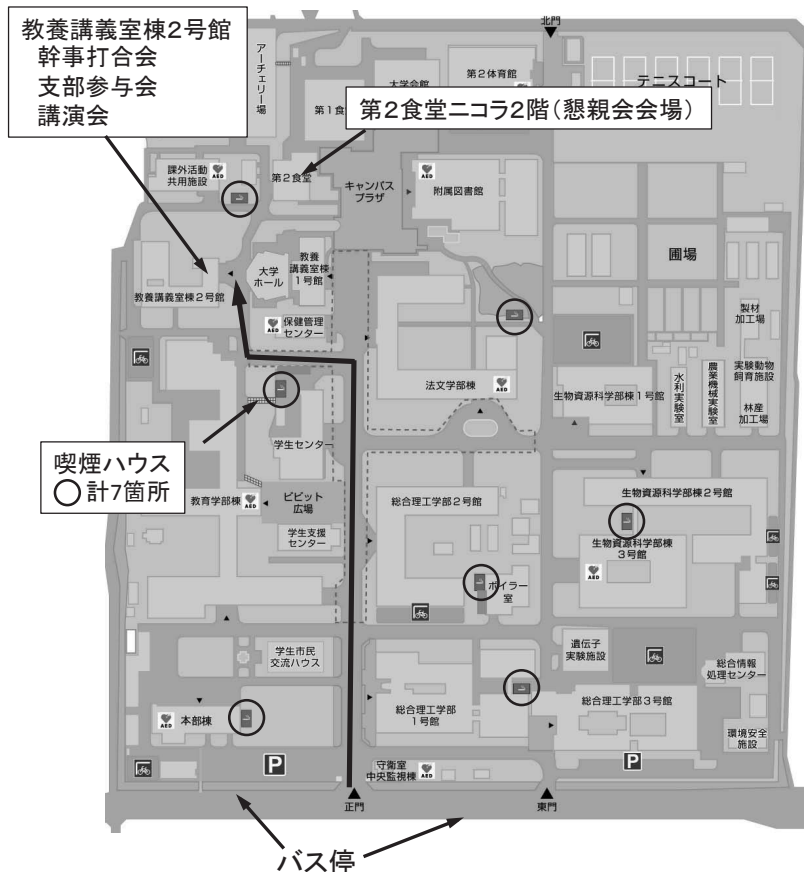 教養講義室棟2号館
幹事打合会
支部参与会
講演会
アーチェリー場
第1食
大学会館
第2体育館
北門
テニスコート
第2食堂ニコラ2階(懇親会会場)
課外活動
共用施設
AED
第2食堂
キャンパス
プラザ
AED
附属図書館
圃場
教養講義室棟2号館
大学
ホール
教養
講義室棟
1号館
AED
保健管理
センター
法文学部棟
AED
生物資源科学部棟1号館
水利実験室
農業機械実験室
製材
加工場
実験動物
飼育施設
林産
加工場
喫煙ハウス
○計7箇所
学生センター
教育学部棟
AED
ビビット
広場
学生支援
センター
総合理工学部2号館
ボイラー
室
生物資源科学部棟2号館
生物資源科学部棟
3号館
AED
学生市民
交流ハウス
遺伝子
実験施設
総合情報
処理センター
AED
本部棟
総合理工学部
1号館
総合理工学部3号館
環境安全
施設
P
守衛室
中央監視棟
AED
P
正門
東門
バス停